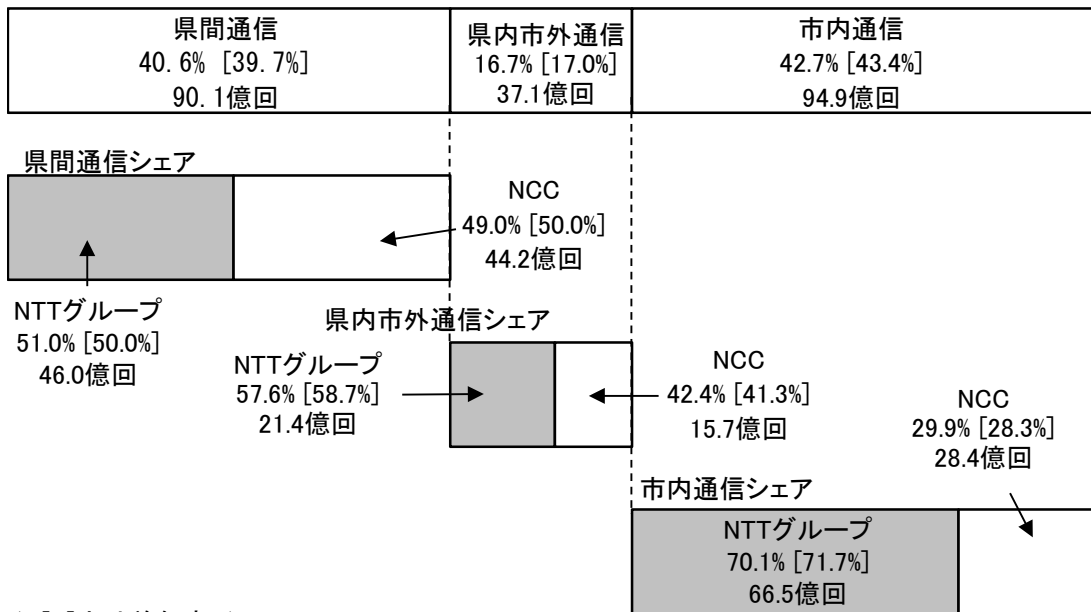 県間通信
40.6% [39.7%]
90.1億回
県内市外通信
16.7% [17.0%]
37.1億回
市内通信
42.7% [43.4%]
94.9億回
県間通信シェア
NCC
49.0% [50.0%]
44.2億回
NTTグループ
51.0% [50.0%]
46.0億回
県内市外通信シェア
NTTグループ
57.6% [58.7%]
21.4億回
NCC
42.4% [41.3%]
15.7億回
NCC
29.9% [28.3%]
28.4億回
市内通信シェア
NTTグループ
70.1% [71.7%]
66.5億回